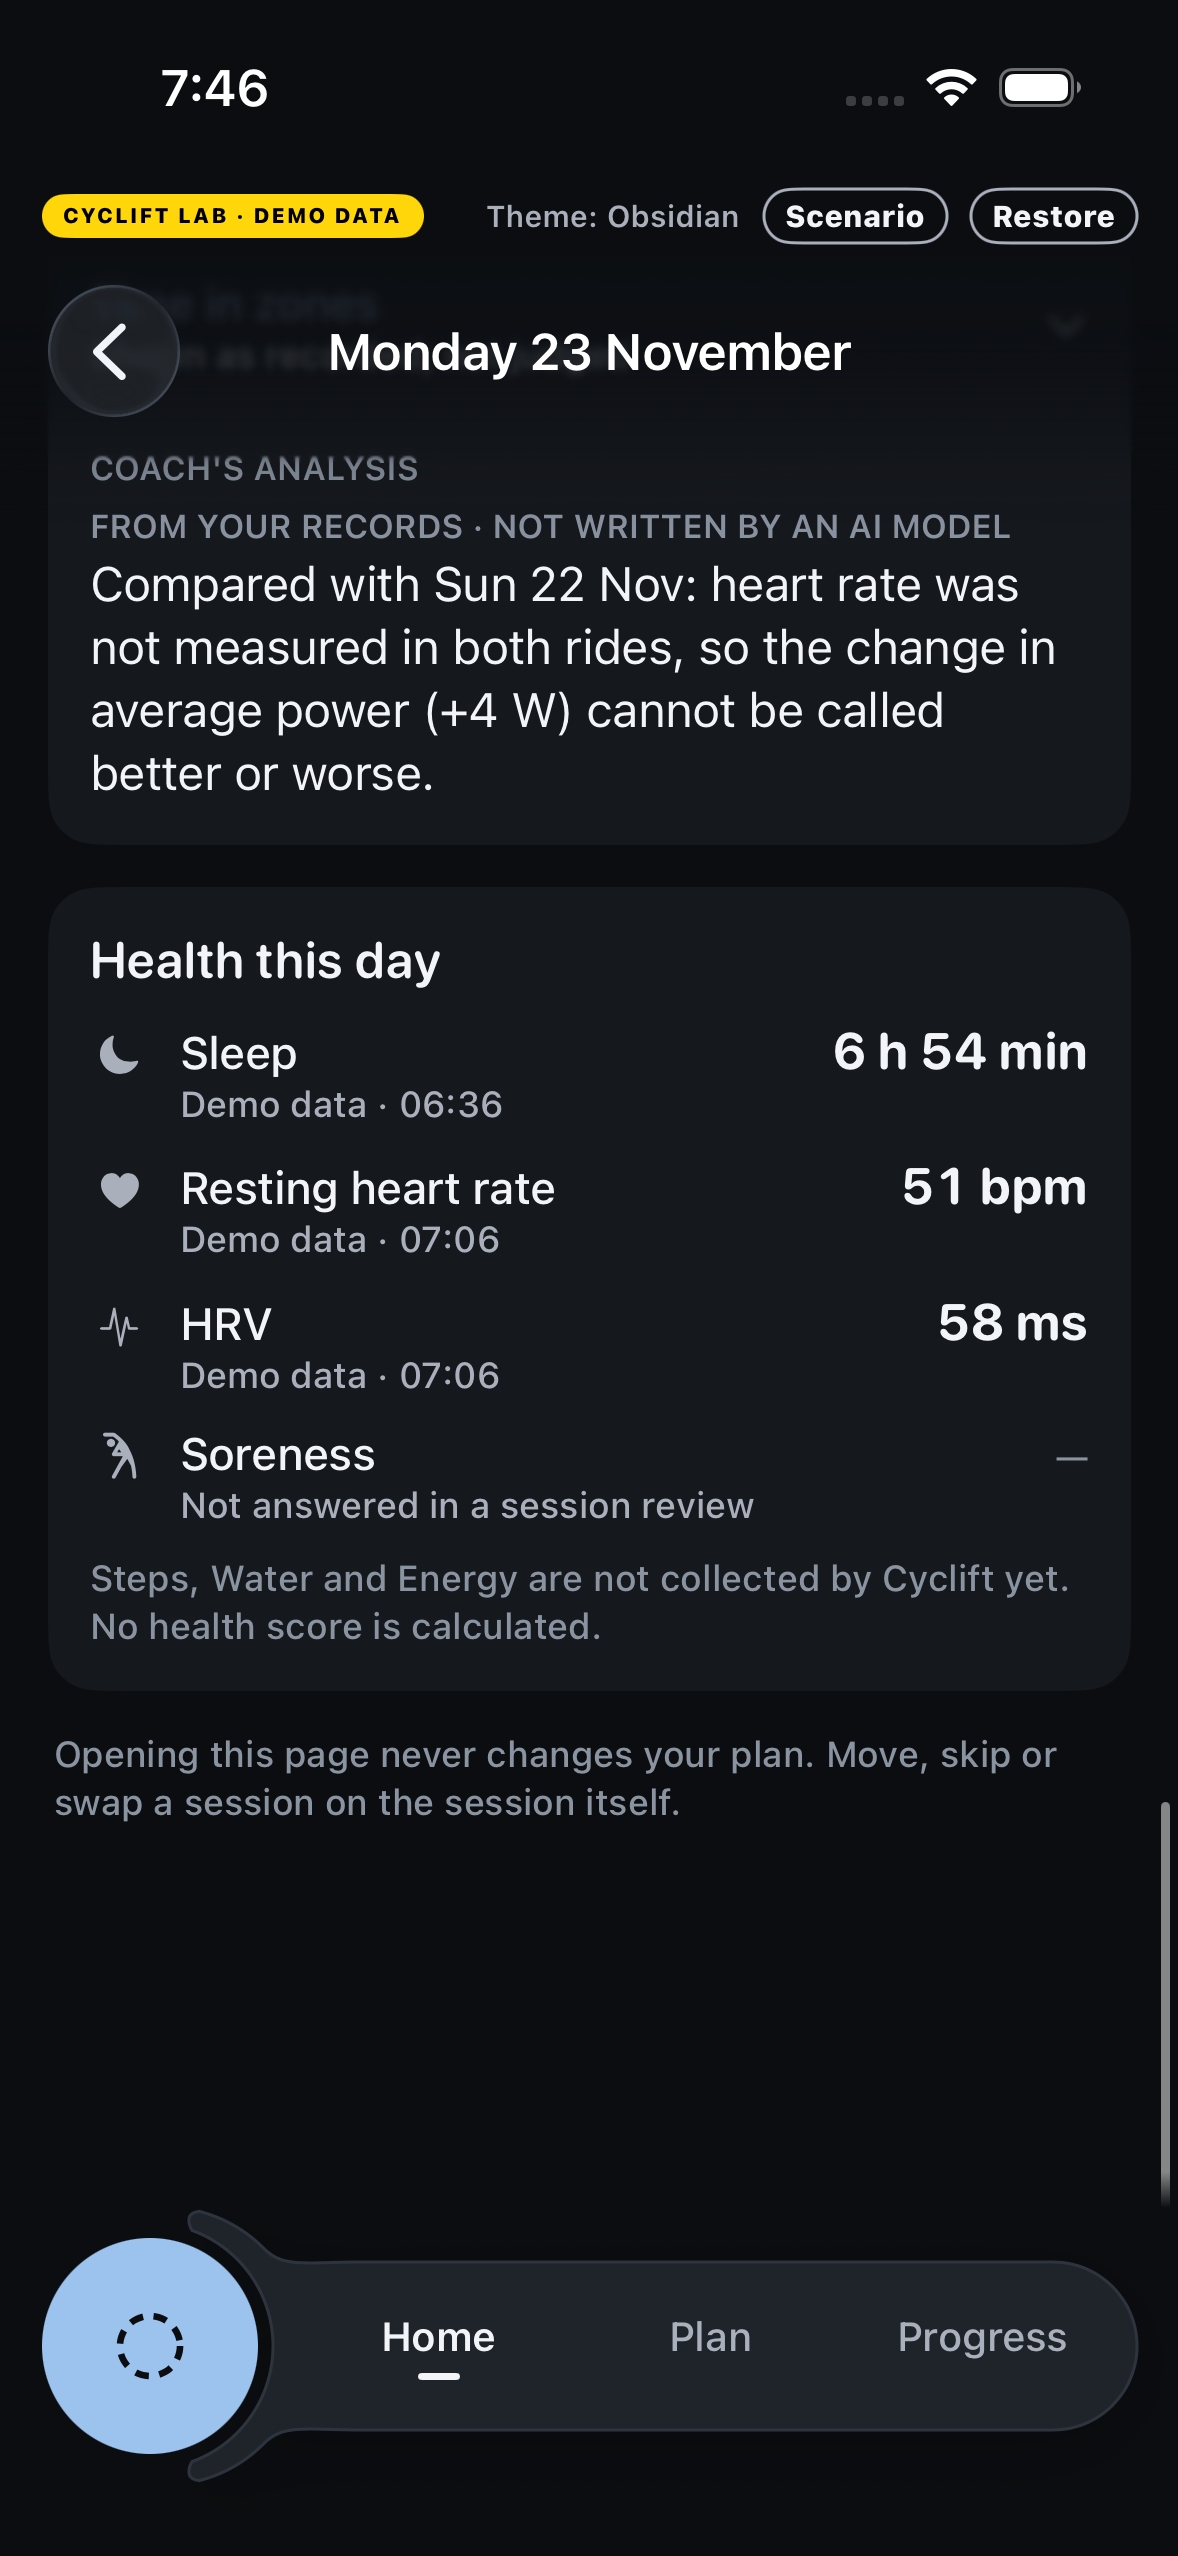 7:46
CYCLIFT LAB · DEMO DATA
Theme: Obsidian
Scenario
Restore
in zones
Monday 23 November
COACH'S ANALYSIS
FROM YOUR RECORDS · NOT WRITTEN BY AN AI MODEL
Compared with Sun 22 Nov: heart rate was
not measured in both rides, so the change in
average power (+4 W) cannot be called
better or worse.
Health this day
Sleep
6 h 54 min
Demo data · 06:36
Resting heart rate
51 bpm
Demo data · 07:06
HRV
58 ms
Demo data · 07:06
Soreness
—
Not answered in a session review
Steps, Water and Energy are not collected by Cyclift yet.
No health score is calculated.
Opening this page never changes your plan. Move, skip or
swap a session on the session itself.
Home
Plan
Progress